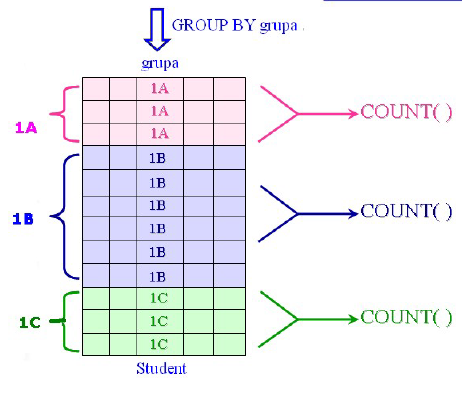 GROUP BY grupa .
grupa
1A
1A
1A
1A
COUNT( )
1B
1B
1B
1B
1B
1B
1B
COUNT( )
1C
1C
1C
1C
COUNT( )
Student